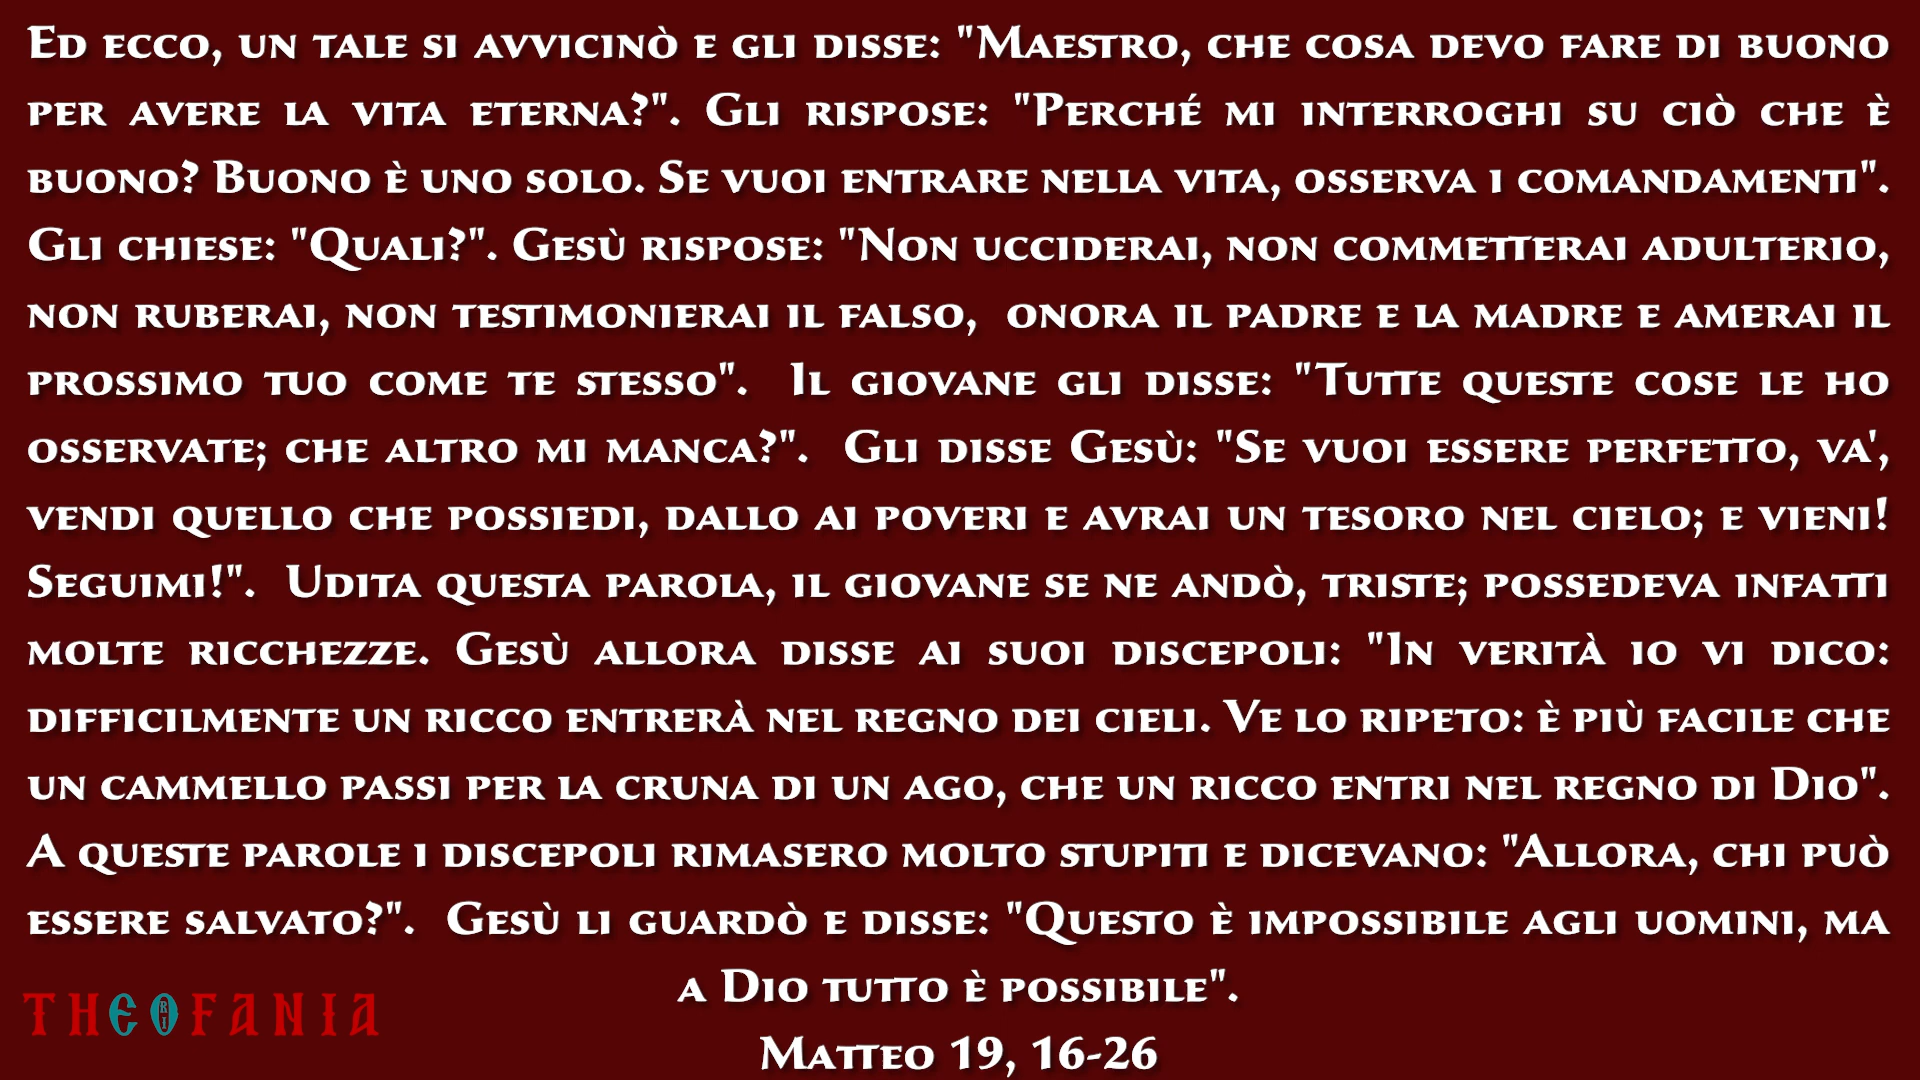 Ed ecco, un tale si avvicinò e gli disse: "Maestro, che cosa devo fare di buono
per avere la vita eterna?". Gli rispose: "Perché mi interroghi su ciò che è
buono? Buono è uno solo. Se vuoi entrare nella vita, osserva i comandamenti".
Gli chiese: "Quali?". Gesù rispose: "Non ucciderai, non commetterai adulterio,
non ruberai, non testimonierai il falso, onora il padre e la madre e amerai il
prossimo tuo come te stesso". Il giovane gli disse: "Tutte queste cose le ho
osservate; che altro mi manca?". Gli disse Gesù: "Se vuoi essere perfetto, va',
vendi quello che possiedi, dallo ai poveri e avrai un tesoro nel cielo; e vieni!
Seguimi!". Udita questa parola, il giovane se ne andò, triste; possedeva infatti
molte ricchezze. Gesù allora disse ai suoi discepoli: "In verità io vi dico:
difficilmente un ricco entrerà nel regno dei cieli. Ve lo ripeto: è più facile che
un cammello passi per la cruna di un ago, che un ricco entri nel regno di Dio".
A queste parole i discepoli rimasero molto stupiti e dicevano: "Allora, chi può
essere salvato?". Gesù li guardò e disse: "Questo è impossibile agli uomini, ma
a Dio tutto è possibile".
THEOFANIA
Matteo 19, 16-26